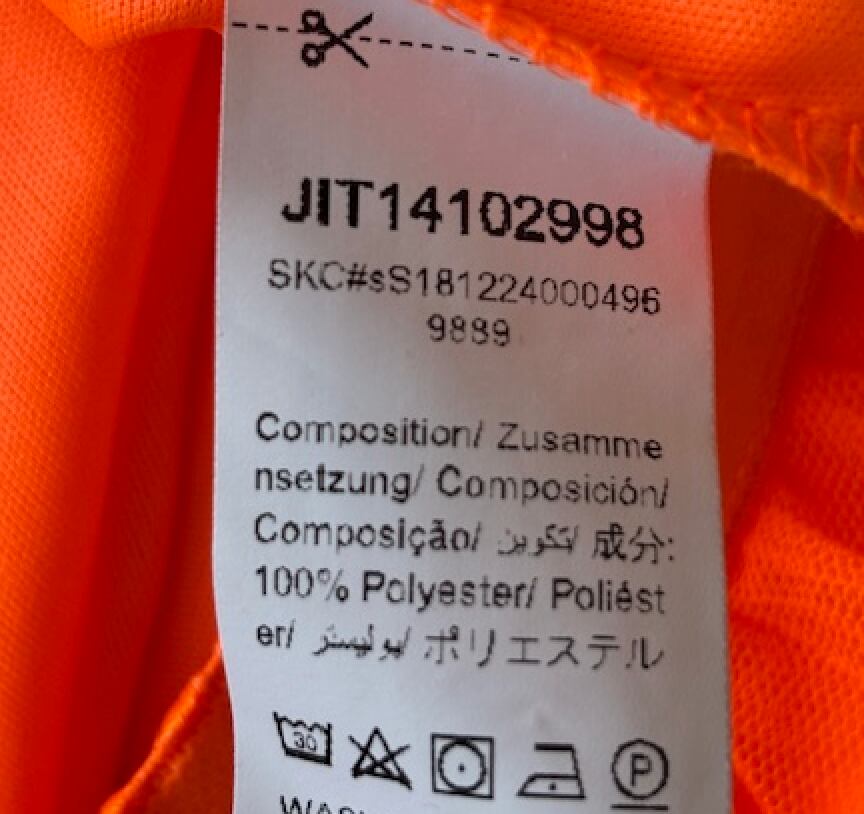 JIT14102998
SKC#sS181224000496
9889
Composition/ Zusamme
nsetzung/ Composición/
Composição/ تكوين/ 成分:
100% Polyester/ Poliést
er/ بوليستر/ ポリエステル
30
P